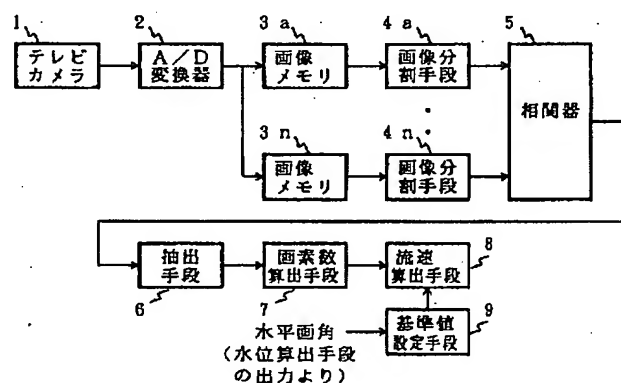 1
2
3 a
4 a
5
テレビ
カメラ
A/D
変換器
画像
メモリ
画像分
割手段
相関器
3 n
4 n
画像
メモリ
画像分
割手段
抽出
手段
画素数
算出手段
流速
算出手段
8
6
7
水平画角
(水位算出手段
の出力より)
基準値
設定手段
9